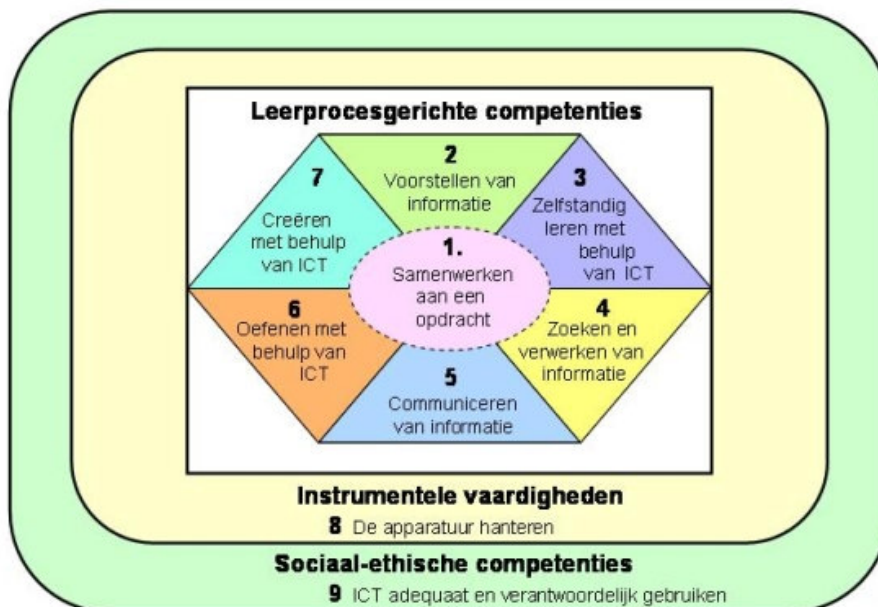 Leerprocesgerichte competenties
1.
Samenwerken
aan een
opdracht
2
Voorstellen van
informatie
3
Zelfstandig
leren met
behulp
van ICT
4
Zoeken en
verwerken van
informatie
5
Communiceren
van informatie
6
Oefenen met
behulp van
ICT
7
Creëren
met behulp
van ICT
Instrumentele vaardigheden
8 De apparatuur hanteren
Sociaal-ethische competenties
9 ICT adequaat en verantwoordelijk gebruiken